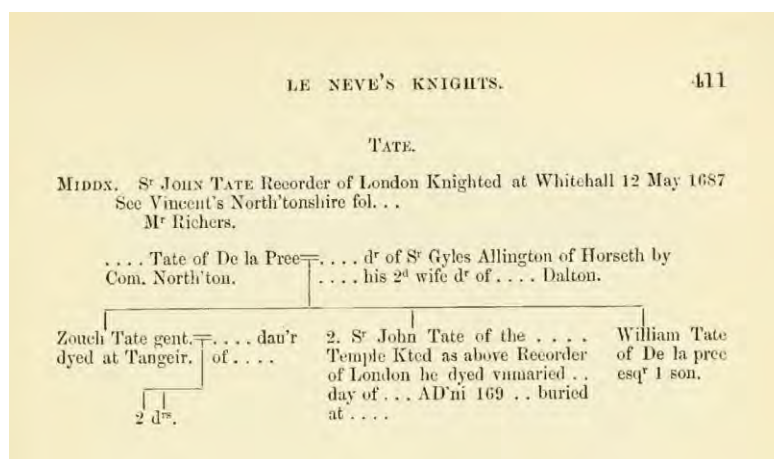 LE NEVE'S KNIGHTS. 411
TATE.
MIDDX. Sʳ JOHN TATE Recorder of London Knighted at Whitehall 12 May 1687
See Vincent's North'tonshire fol. . .
Mʳ Richers.
. . . . Tate of De la Pree=. . . . dʳ of Sʳ Gyles Allington of Horseth by
Com. North'ton. . . . . his 2ᵈ wife dʳ of . . . . Dalton.
Zouch Tate gent.=. . . . dau'r
dyed at Tangeir. of . . . .
2 dʳˢ.
2. Sʳ John Tate of the . . . .
Temple Kted as above Recorder
of London he dyed vnmaried . .
day of . . . AD'ni 169 . . buried
at . . . .
William Tate
of De la pree
esqʳ 1 son.